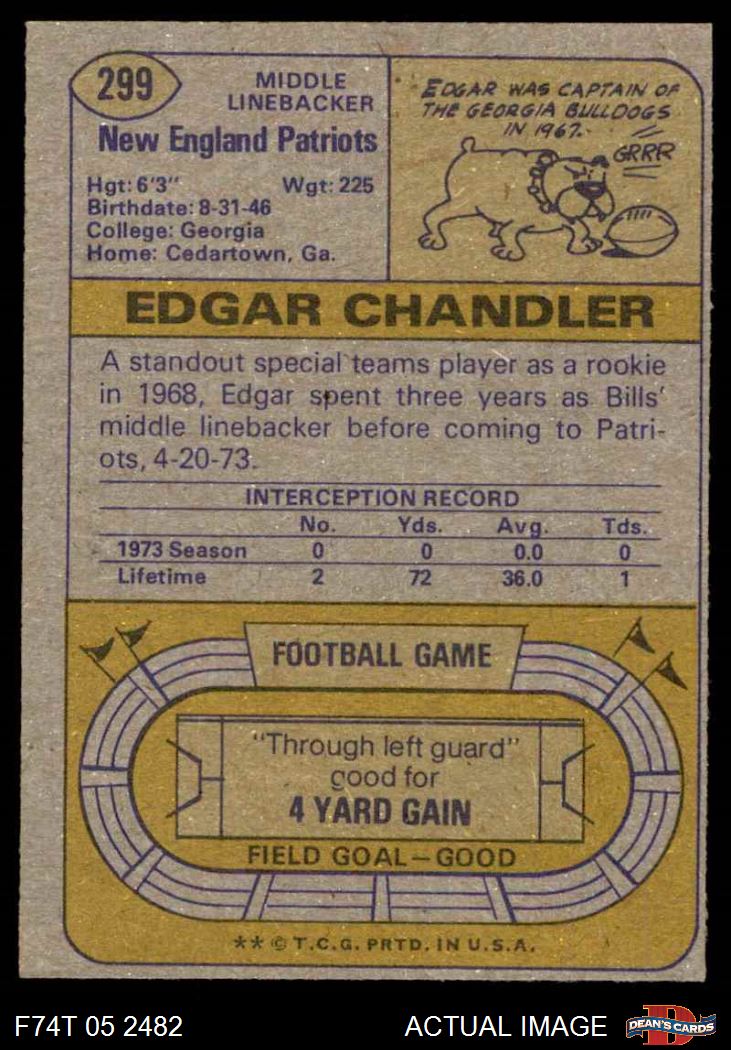 299
MIDDLE
LINEBACKER
New England Patriots
Hgt: 6'3" Wgt: 225
Birthdate: 8-31-46
College: Georgia
Home: Cedartown, Ga.
EDGAR WAS CAPTAIN OF
THE GEORGIA BULLDOGS
IN 1967.
GRRR
EDGAR CHANDLER
A standout special teams player as a rookie
in 1968, Edgar spent three years as Bills'
middle linebacker before coming to Patri-
ots, 4-20-73.
INTERCEPTION RECORD
No. Yds. Avg. Tds.
1973 Season 0 0 0.0 0
Lifetime 2 72 36.0 1
FOOTBALL GAME
"Through left guard"
good for
4 YARD GAIN
FIELD GOAL—GOOD
** © T.C.G. PRTD. IN U.S.A.
F74T 05 2482 ACTUAL IMAGE
DEAN'S CARDS